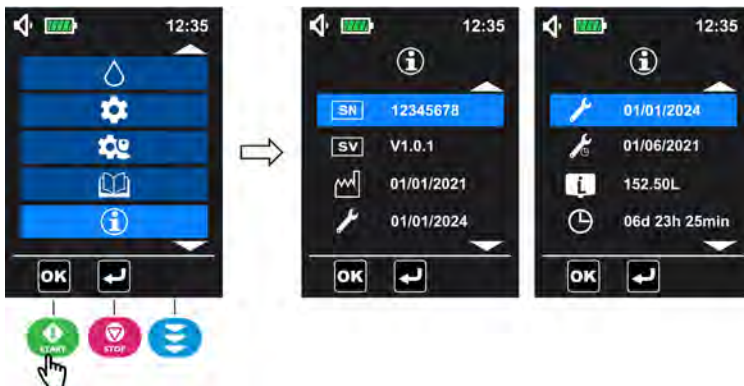 12:35
OK
START
STOP
12:35
SN 12345678
SV V1.0.1
01/01/2021
01/01/2024
OK
12:35
01/01/2024
01/06/2021
152.50L
06d 23h 25min
OK